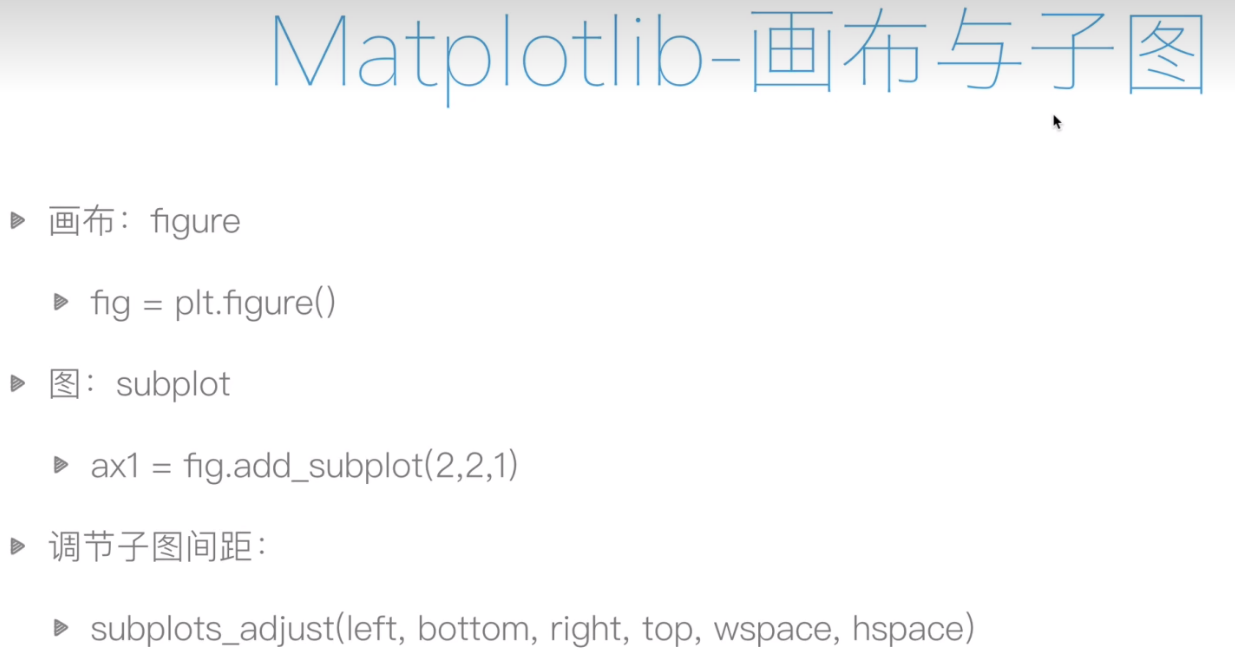 Matplotlib-画布与子图
画布：figure
fig = plt.figure()
图：subplot
ax1 = fig.add_subplot(2,2,1)
调节子图间距：
subplots_adjust(left, bottom, right, top, wspace, hspace)